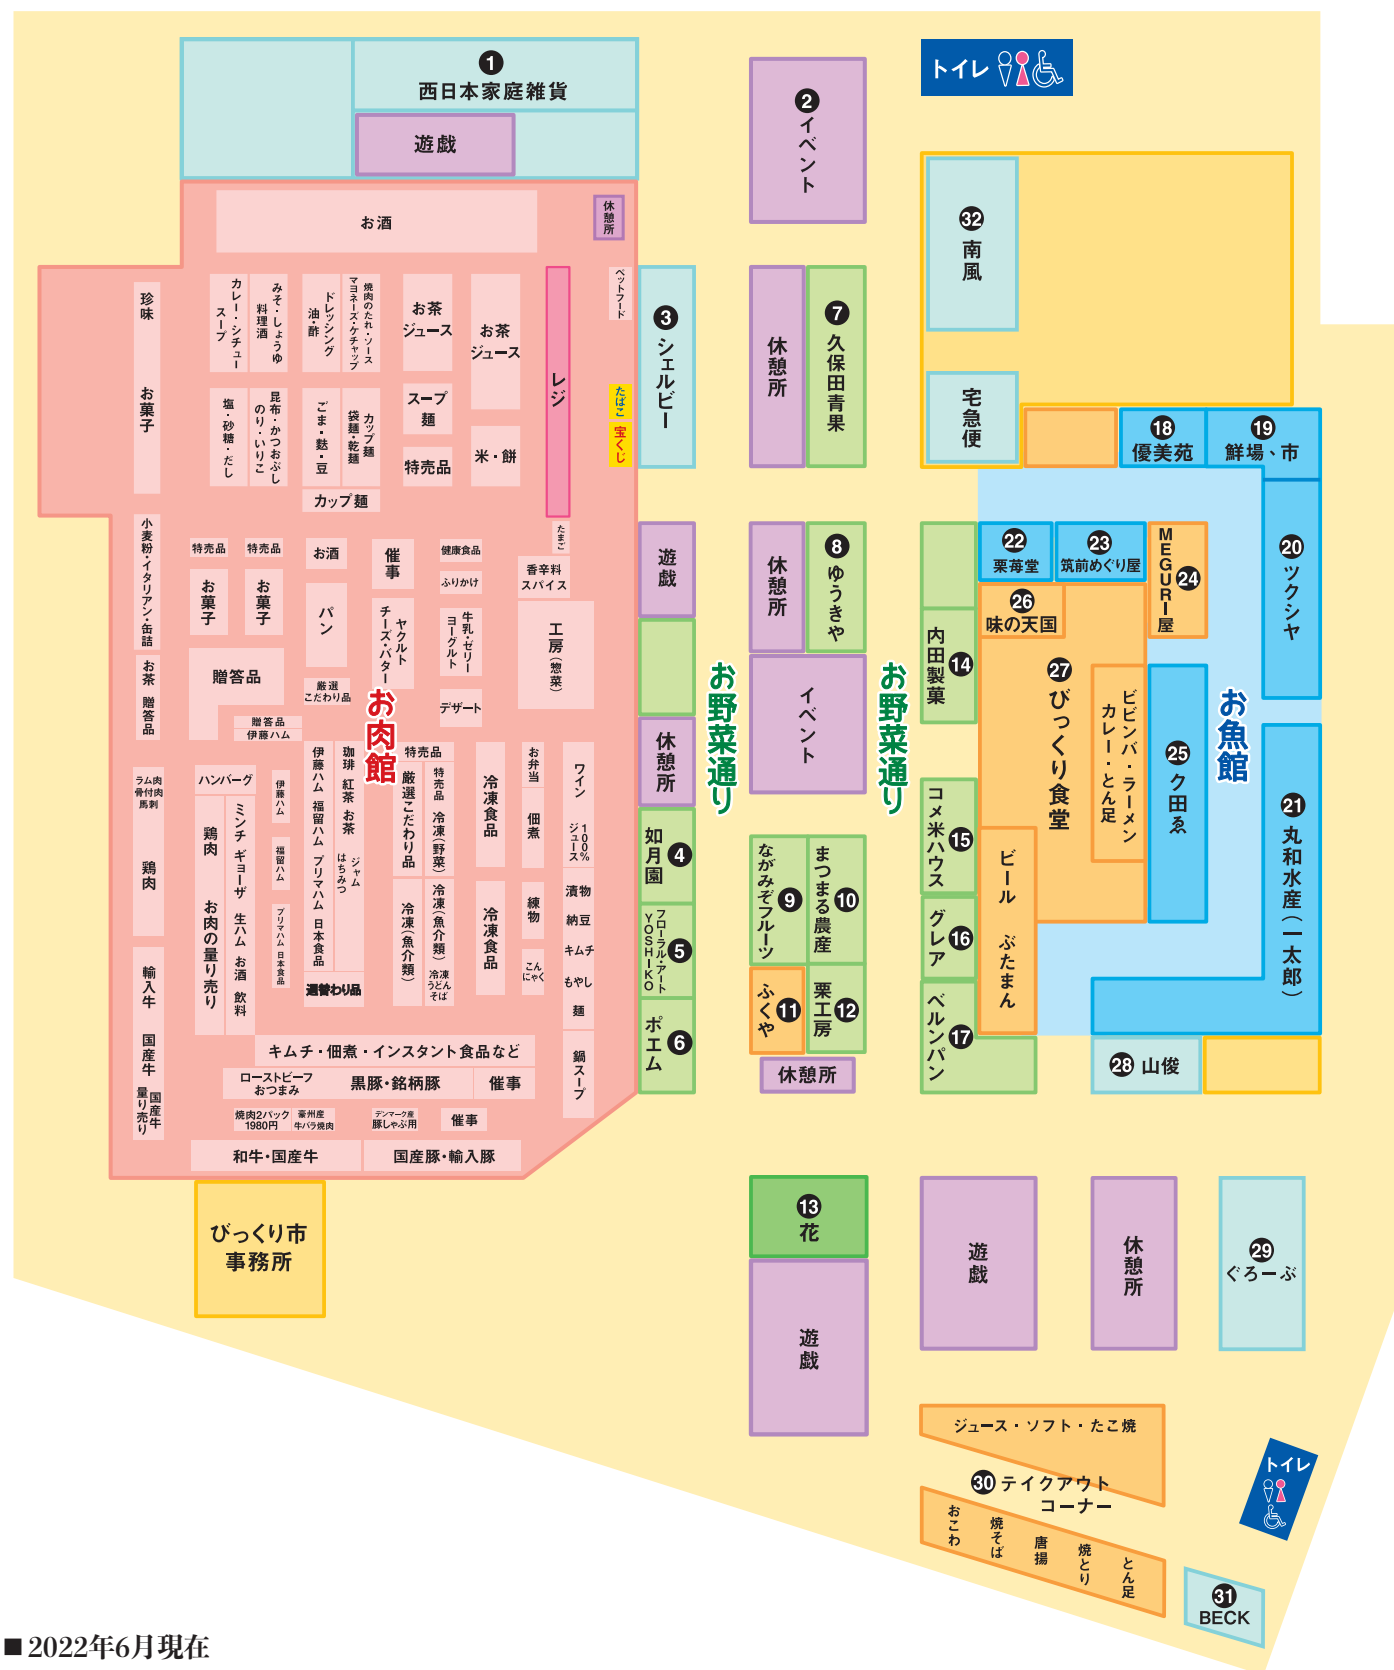 1
西日本家庭雑貨
遊戯
2
イベント
トイレ
お酒
休憩所
32
南風
宅急便
珍味
お菓子
カレー・シチュー
スープ
みそ・しょうゆ
料理酒
ドレッシング
油・酢
焼肉のたれ・ソース
マヨネーズ・ケチャップ
お茶
ジュース
お茶
ジュース
レジ
ペットフード
たばこ
宝くじ
3
シェルビー
休憩所
7
久保田青果
塩・砂糖・だし
昆布・かつおぶし
のり・いりこ
ごま・麩・豆
カップ麺
袋麺・乾麺
カップ麺
スープ
麺
特売品
米・餅
18
優美苑
19
鮮場、市
20
ツクシヤ
小麦粉・イタリアン・缶詰
お茶 贈答品
特売品
特売品
お菓子
お菓子
お酒
パン
催事
ヤクルト
チーズ・バター
健康食品
ふりかけ
牛乳・ゼリー
ヨーグルト
デザート
たまご
香辛料
スパイス
工房(惣菜)
贈答品
厳選
こだわり品
贈答品
伊藤ハム
お肉館
遊戯
休憩所
お野菜通り
休憩所
8
ゆうきや
イベント
お野菜通り
14
内田製菓
22
栗苺堂
23
筑前めぐり屋
24
MEGURI屋
26
味の天国
27
びっくり食堂
ビビンバ・ラーメン
カレー・とん足
25
ク田ゑ
お魚館
21
丸和水産(一太郎)
ビール ぶたまん
ラム肉
骨付肉
馬刺
鶏肉
輸入牛
国産牛
国産牛
量り売り
ハンバーグ
鶏肉 お肉の量り売り
ミンチ ギョーザ 生ハム お酒 飲料
伊藤ハム
福留ハム
プリマハム 日本食品
伊藤ハム 福留ハム プリマハム 日本食品
珈琲 紅茶 お茶
ジャム
はちみつ
週替わり品
特売品
厳選こだわり品
特売品 冷凍(野菜)
冷凍(魚介類)
冷凍(魚介類)
冷凍
うどん
そば
冷凍食品
冷凍食品
お弁当
佃煮
練物
こん
にゃく
ワイン
100%
ジュース
漬物
納豆
キムチ
もやし
麺
鍋スープ
キムチ・佃煮・インスタント食品など
ローストビーフ
おつまみ
黒豚・銘柄豚
催事
焼肉2パック
1980円
豪州産
牛バラ焼肉
デンマーク産
豚しゃぶ用
催事
和牛・国産牛
国産豚・輸入豚
4
如月園
5
フローラル・アート
YOSHIKO
6
ポエム
9
ながみぞフルーツ
10
まつまる農産
11
ふくや
12
栗工房
休憩所
15
コメ米ハウス
16
グレア
17
ベルンパン
28 山俊
びっくり市
事務所
13
花
遊戯
遊戯
休憩所
29
ぐろーぶ
ジュース・ソフト・たこ焼
30 テイクアウト
コーナー
おこわ
焼そば
唐揚
焼とり
とん足
トイレ
31
BECK
■ 2022年6月現在